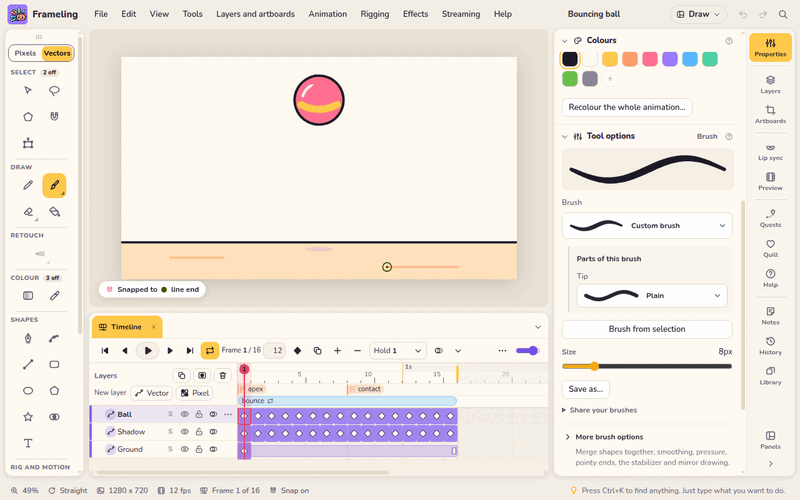 Frameling File Edit View Tools Layers and artboards Animation Rigging Effects Streaming Help Bouncing ball Draw
Pixels Vectors
SELECT 2 off
DRAW
RETOUCH
COLOUR 3 off
SHAPES
T
RIG AND MOTION
Snapped to line end
Timeline ×
Frame 1 / 16 12 Hold 1
Layers
New layer Vector Pixel
1 5 10 15 20
1s
apex contact
bounce
Ball S
Shadow S
Ground S
Colours
+
Recolour the whole animation...
Tool options Brush
Brush
Custom brush
Parts of this brush
Tip
Plain
Brush from selection
Size 8px
Save as...
Share your brushes
More brush options
Merge shapes together, smoothing, pressure,
pointy ends, the stabilizer and mirror drawing.
Properties
Layers
Artboards
Lip sync
Preview
Quests
Quill
Help
Notes
History
Library
Panels
49% Straight 1280 x 720 12 fps Frame 1 of 16 Snap on
Press Ctrl+K to find anything. Just type what you want to do.